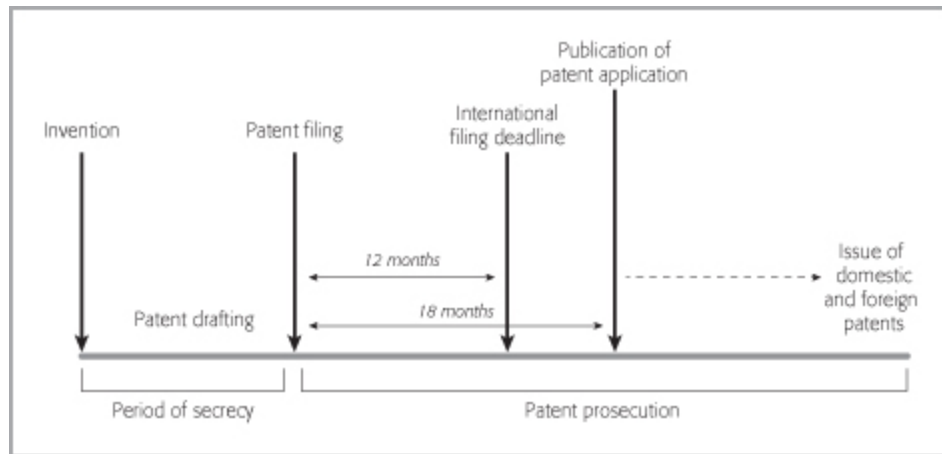 Publication of
patent application
International
filing deadline
Invention
Patent filing
12 months
Issue of
domestic
and foreign
patents
Patent drafting
18 months
Period of secrecy
Patent prosecution